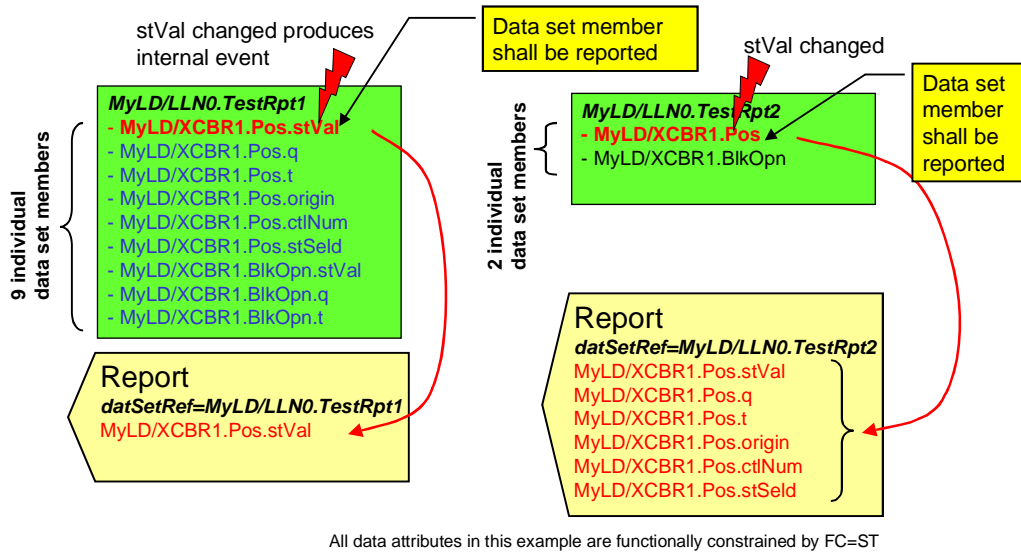 stVal changed produces
internal event
Data set member
shall be reported
MyLD/LLN0.TestRpt1
- MyLD/XCBR1.Pos.stVal
- MyLD/XCBR1.Pos.q
- MyLD/XCBR1.Pos.t
- MyLD/XCBR1.Pos.origin
- MyLD/XCBR1.Pos.ctlNum
- MyLD/XCBR1.Pos.stSeld
- MyLD/XCBR1.BlkOpn.stVal
- MyLD/XCBR1.BlkOpn.q
- MyLD/XCBR1.BlkOpn.t
9 individual
data set members
Report
datSetRef=MyLD/LLN0.TestRpt1
MyLD/XCBR1.Pos.stVal
stVal changed
Data set
member
shall be
reported
MyLD/LLN0.TestRpt2
- MyLD/XCBR1.Pos
- MyLD/XCBR1.BlkOpn
2 individual
data set members
Report
datSetRef=MyLD/LLN0.TestRpt2
MyLD/XCBR1.Pos.stVal
MyLD/XCBR1.Pos.q
MyLD/XCBR1.Pos.t
MyLD/XCBR1.Pos.origin
MyLD/XCBR1.Pos.ctlNum
MyLD/XCBR1.Pos.stSeld
All data attributes in this example are functionally constrained by FC=ST